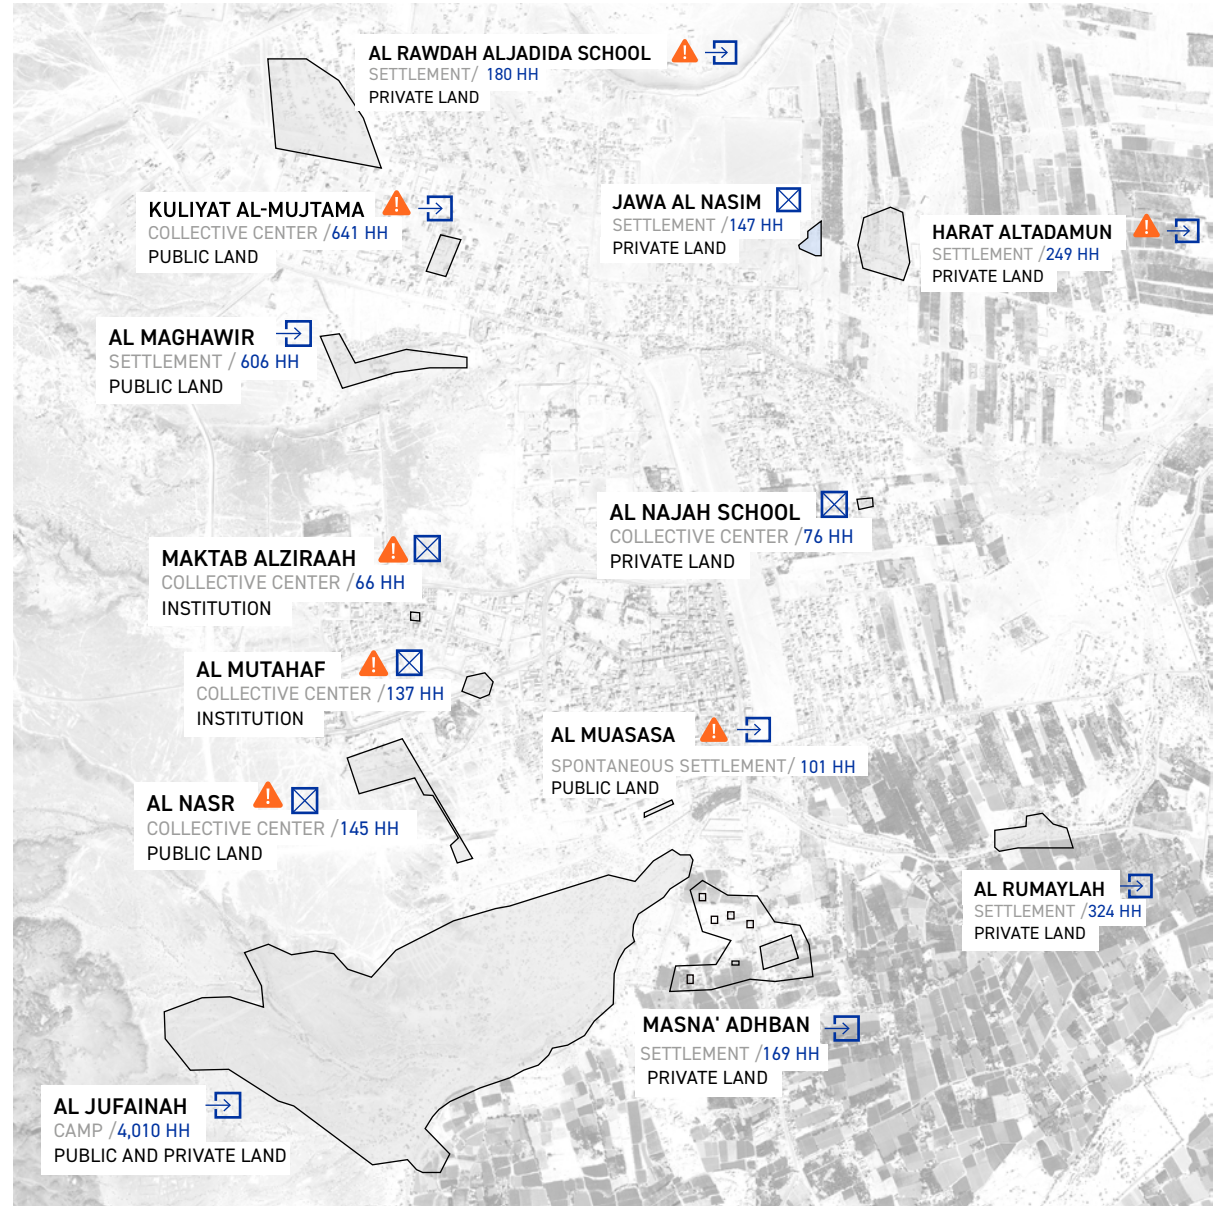 AL RAWDAH ALJADIDA SCHOOL
SETTLEMENT/ 180 HH
PRIVATE LAND
KULIYAT AL-MUJTAMA
COLLECTIVE CENTER /641 HH
PUBLIC LAND
JAWA AL NASIM
SETTLEMENT /147 HH
PRIVATE LAND
HARAT ALTADAMUN
SETTLEMENT /249 HH
PRIVATE LAND
AL MAGHAWIR
SETTLEMENT / 606 HH
PUBLIC LAND
AL NAJAH SCHOOL
COLLECTIVE CENTER /76 HH
PRIVATE LAND
MAKTAB ALZIRAAH
COLLECTIVE CENTER /66 HH
INSTITUTION
AL MUTAHAF
COLLECTIVE CENTER /137 HH
INSTITUTION
AL MUASASA
SPONTANEOUS SETTLEMENT/ 101 HH
PUBLIC LAND
AL NASR
COLLECTIVE CENTER /145 HH
PUBLIC LAND
AL RUMAYLAH
SETTLEMENT /324 HH
PRIVATE LAND
MASNA' ADHBAN
SETTLEMENT /169 HH
PRIVATE LAND
AL JUFAINAH
CAMP /4,010 HH
PUBLIC AND PRIVATE LAND